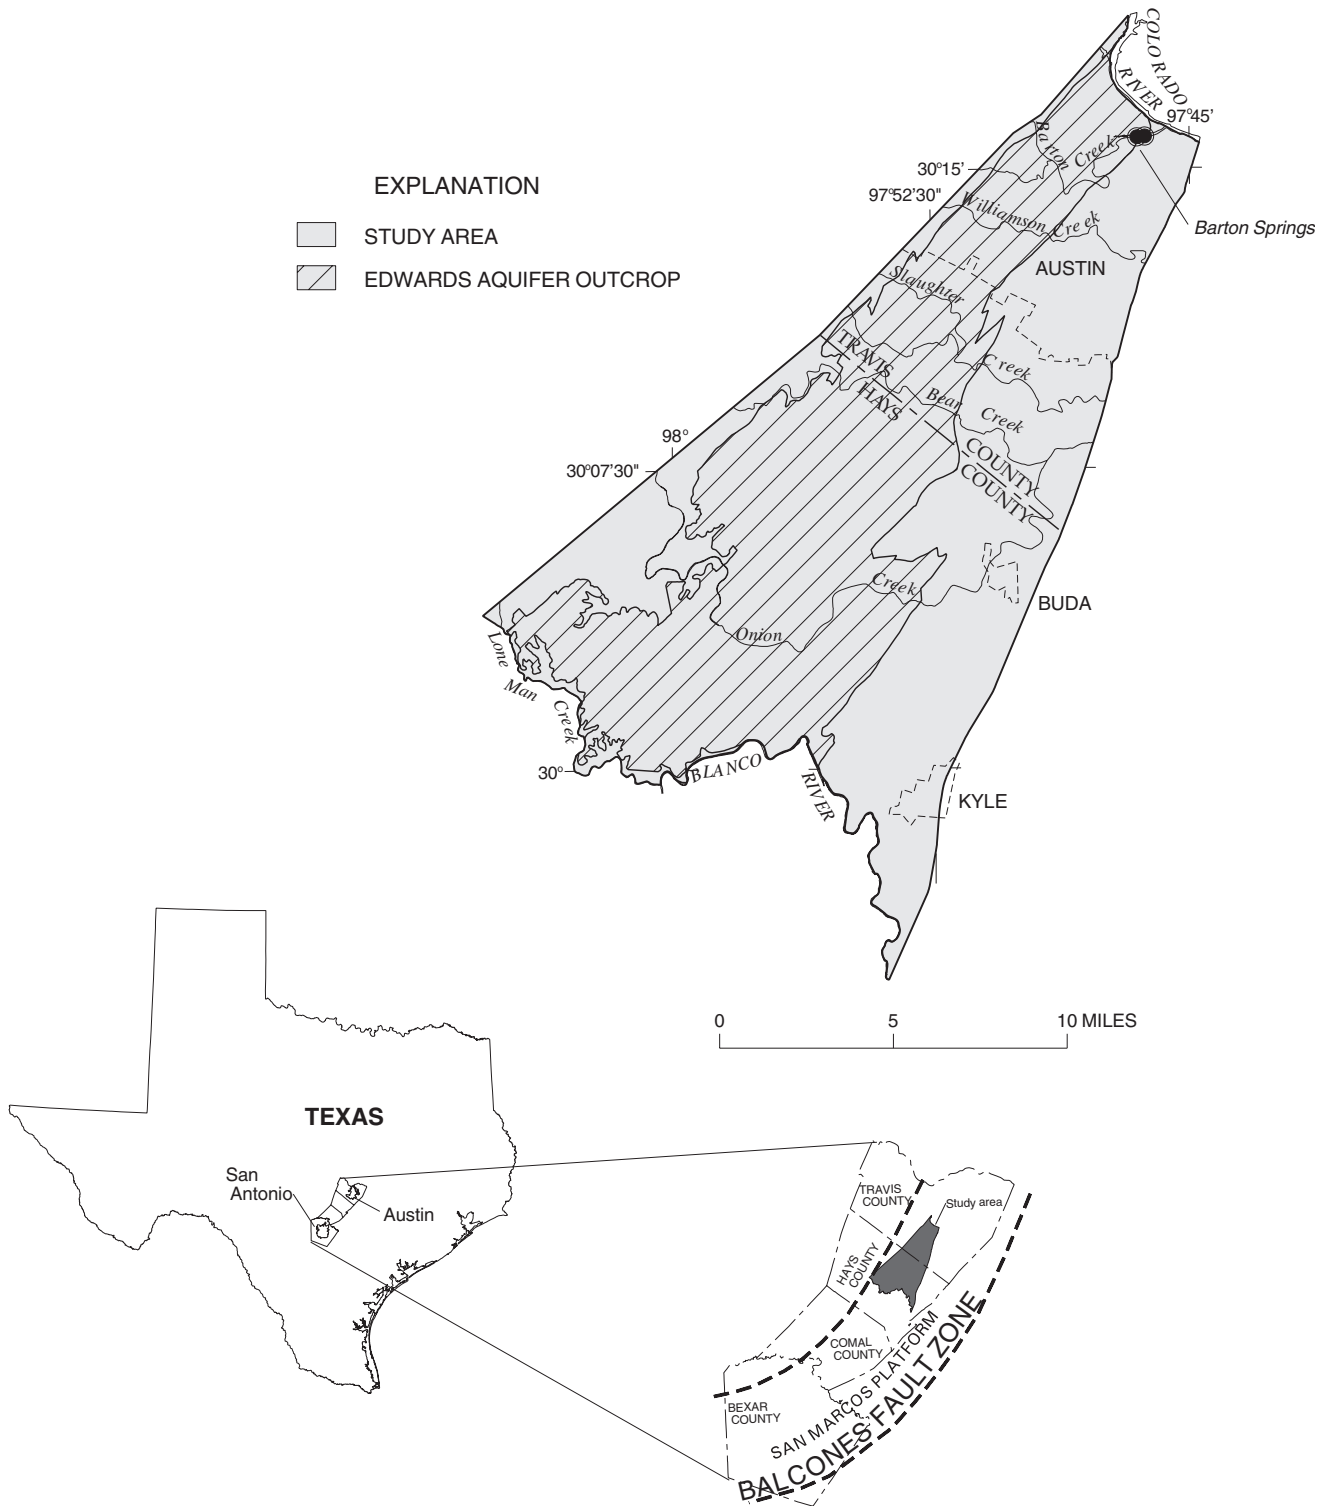 COLORADO
RIVER
97°45'
Barton Creek
30°15'
97°52'30"
Williamson Creek
Barton Springs
EXPLANATION
STUDY AREA
EDWARDS AQUIFER OUTCROP
AUSTIN
Slaughter
Creek
TRAVIS
HAYS
Bear
Creek
COUNTY
COUNTY
98°
30°07'30"
Creek
BUDA
Onion
Lone
Man
Creek
30°
BLANCO
RIVER
KYLE
0 5 10 MILES
TEXAS
San
Antonio
Austin
TRAVIS
COUNTY
Study area
HAYS
COUNTY
COMAL
COUNTY
BEXAR
COUNTY
SAN MARCOS PLATFORM
BALCONES FAULT ZONE